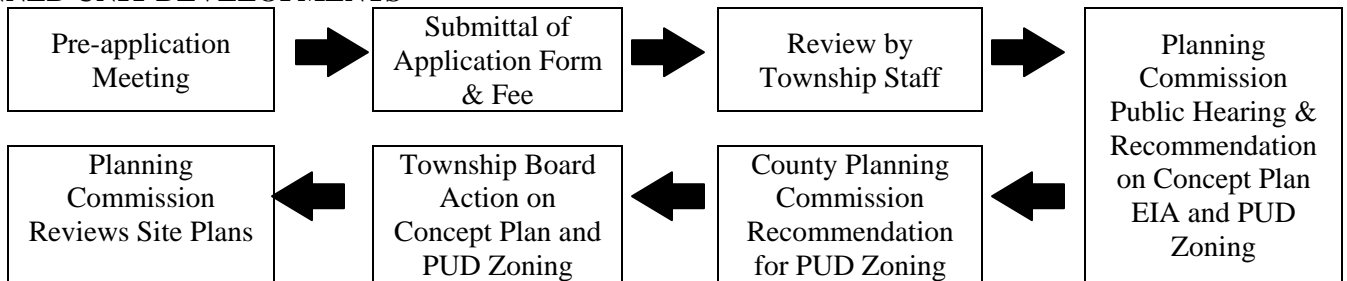 Pre-application
Meeting
Submittal of
Application Form
& Fee
Review by
Township Staff
Planning
Commission
Public Hearing &
Recommendation
on Concept Plan
EIA and PUD
Zoning
County Planning
Commission
Recommendation
for PUD Zoning
Township Board
Action on
Concept Plan and
PUD Zoning
Planning
Commission
Reviews Site Plans